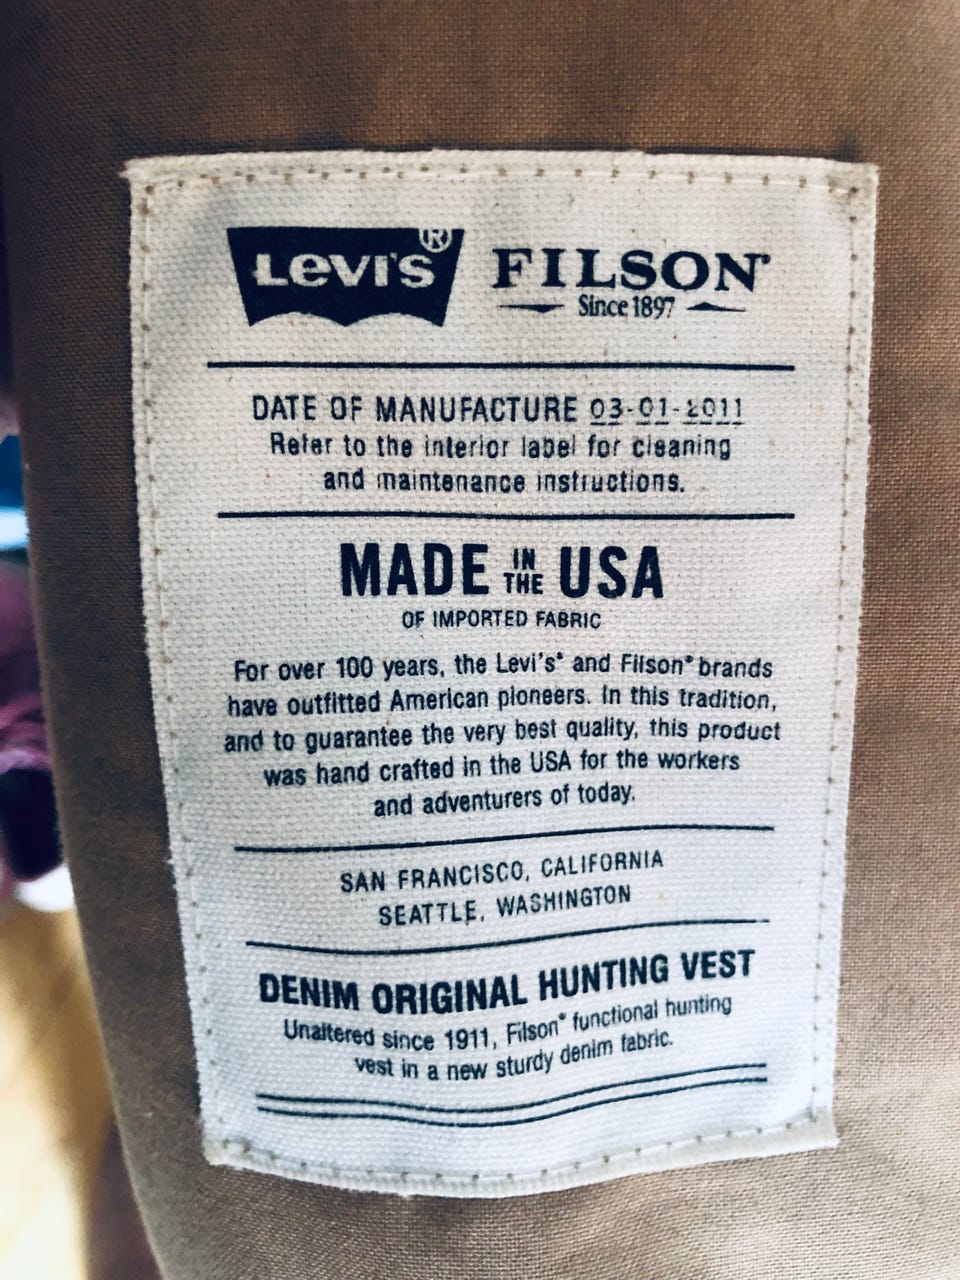 LEVI'S® FILSON®
Since 1897
DATE OF MANUFACTURE 03-01-2011
Refer to the interior label for cleaning
and maintenance instructions.
MADE IN THE USA
OF IMPORTED FABRIC
For over 100 years, the Levi's® and Filson® brands
have outfitted American pioneers. In this tradition,
and to guarantee the very best quality, this product
was hand crafted in the USA for the workers
and adventurers of today.
SAN FRANCISCO, CALIFORNIA
SEATTLE, WASHINGTON
DENIM ORIGINAL HUNTING VEST
Unaltered since 1911, Filson® functional hunting
vest in a new sturdy denim fabric.